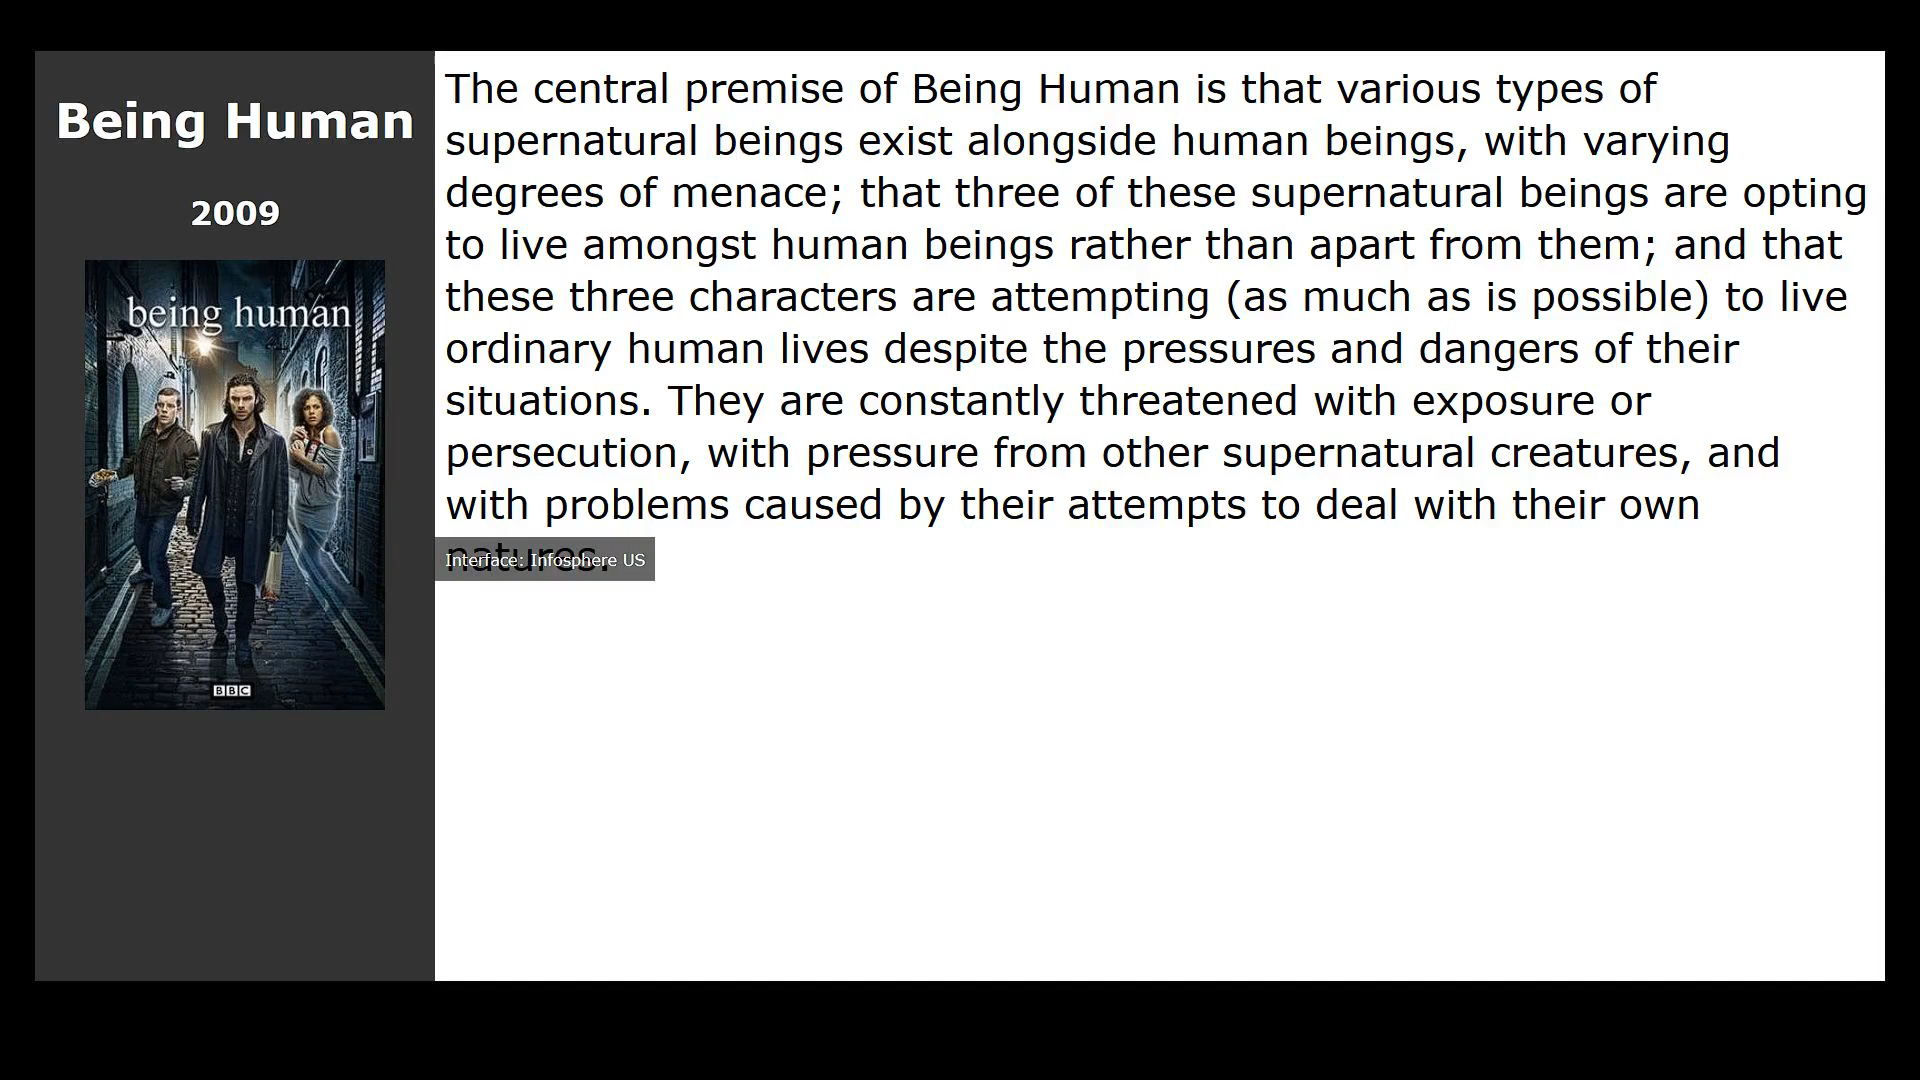 Being Human
2009
being human
BBC
The central premise of Being Human is that various types of
supernatural beings exist alongside human beings, with varying
degrees of menace; that three of these supernatural beings are opting
to live amongst human beings rather than apart from them; and that
these three characters are attempting (as much as is possible) to live
ordinary human lives despite the pressures and dangers of their
situations. They are constantly threatened with exposure or
persecution, with pressure from other supernatural creatures, and
with problems caused by their attempts to deal with their own
natures.
Interface: Infosphere US